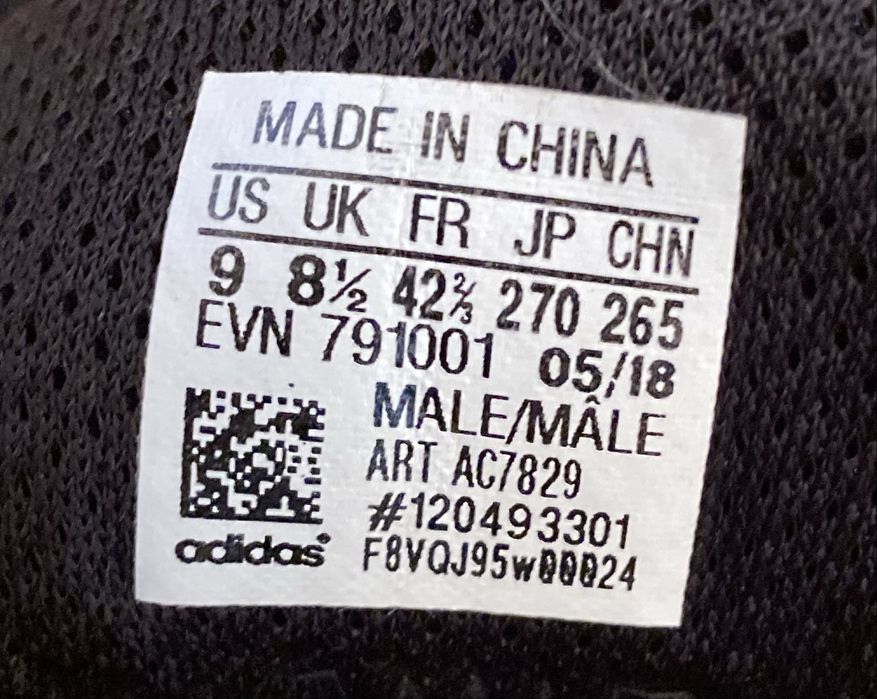 MADE IN CHINA
US UK FR JP CHN
9 8½ 42⅔ 270 265
EVN 791001 05/18
MALE/MÂLE
ART AC7829
#120493301
F8VQJ95w00024
adidas®